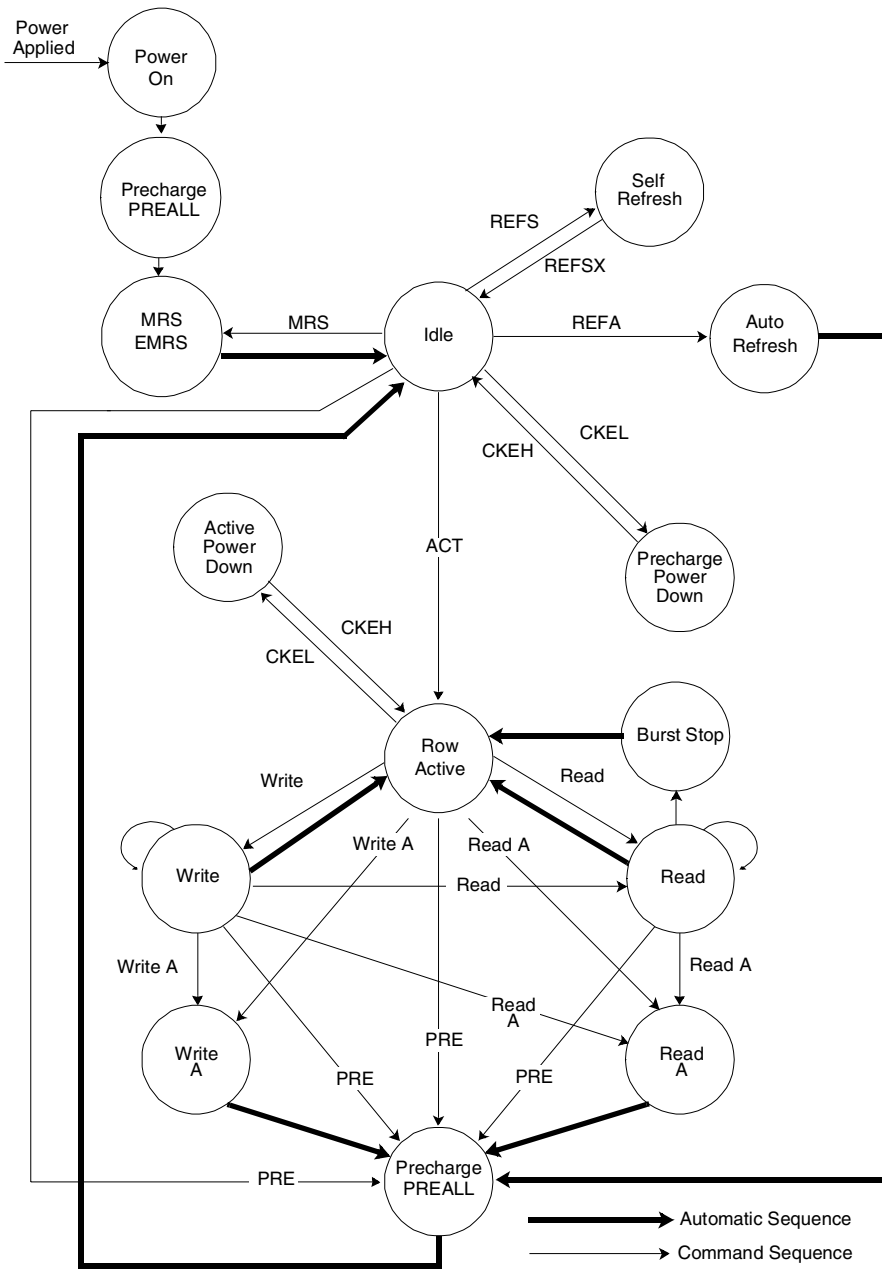 Power
Applied
Power
On
Precharge
PREALL
Self
Refresh
REFS
REFSX
MRS
EMRS
MRS
Idle
REFA
Auto
Refresh
CKEL
CKEH
Active
Power
Down
ACT
Precharge
Power
Down
CKEH
CKEL
Row
Active
Burst Stop
Write
Read
Write A
Read A
Write
Read
Read
Write A
Read A
Read
A
Write
A
Read
A
PRE
PRE
PRE
Precharge
PREALL
PRE
Automatic Sequence
Command Sequence